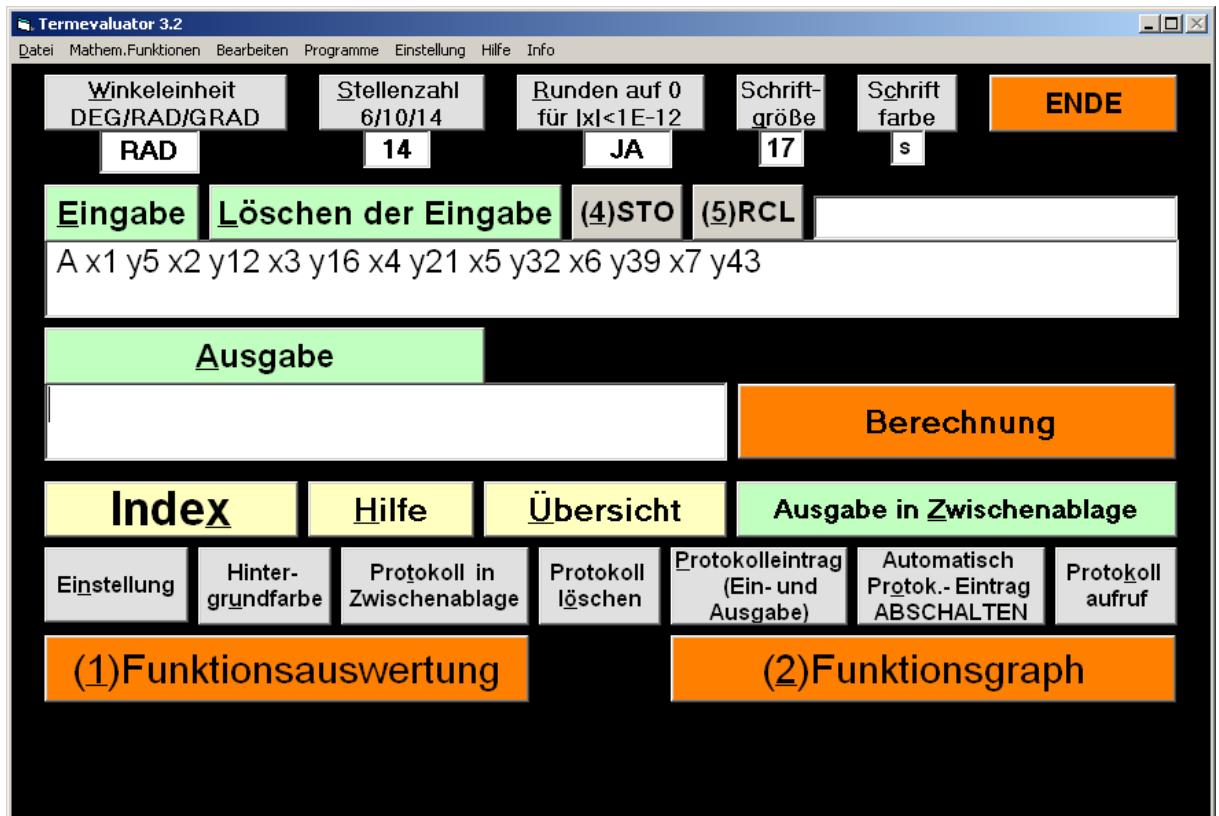 Termevaluator 3.2
Datei Mathem.Funktionen Bearbeiten Programme Einstellung Hilfe Info
Winkeleinheit
DEG/RAD/GRAD
RAD
Stellenzahl
6/10/14
14
Runden auf 0
für |x|<1E-12
JA
Schrift-
größe
17
Schrift
farbe
s
ENDE
Eingabe
Löschen der Eingabe
(4)STO
(5)RCL
A x1 y5 x2 y12 x3 y16 x4 y21 x5 y32 x6 y39 x7 y43
Ausgabe
Berechnung
Index
Hilfe
Übersicht
Ausgabe in Zwischenablage
Einstellung
Hinter-
grundfarbe
Protokoll in
Zwischenablage
Protokoll
löschen
Protokolleintrag
(Ein- und
Ausgabe)
Automatisch
Protok.- Eintrag
ABSCHALTEN
Protokoll
aufruf
(1)Funktionsauswertung
(2)Funktionsgraph